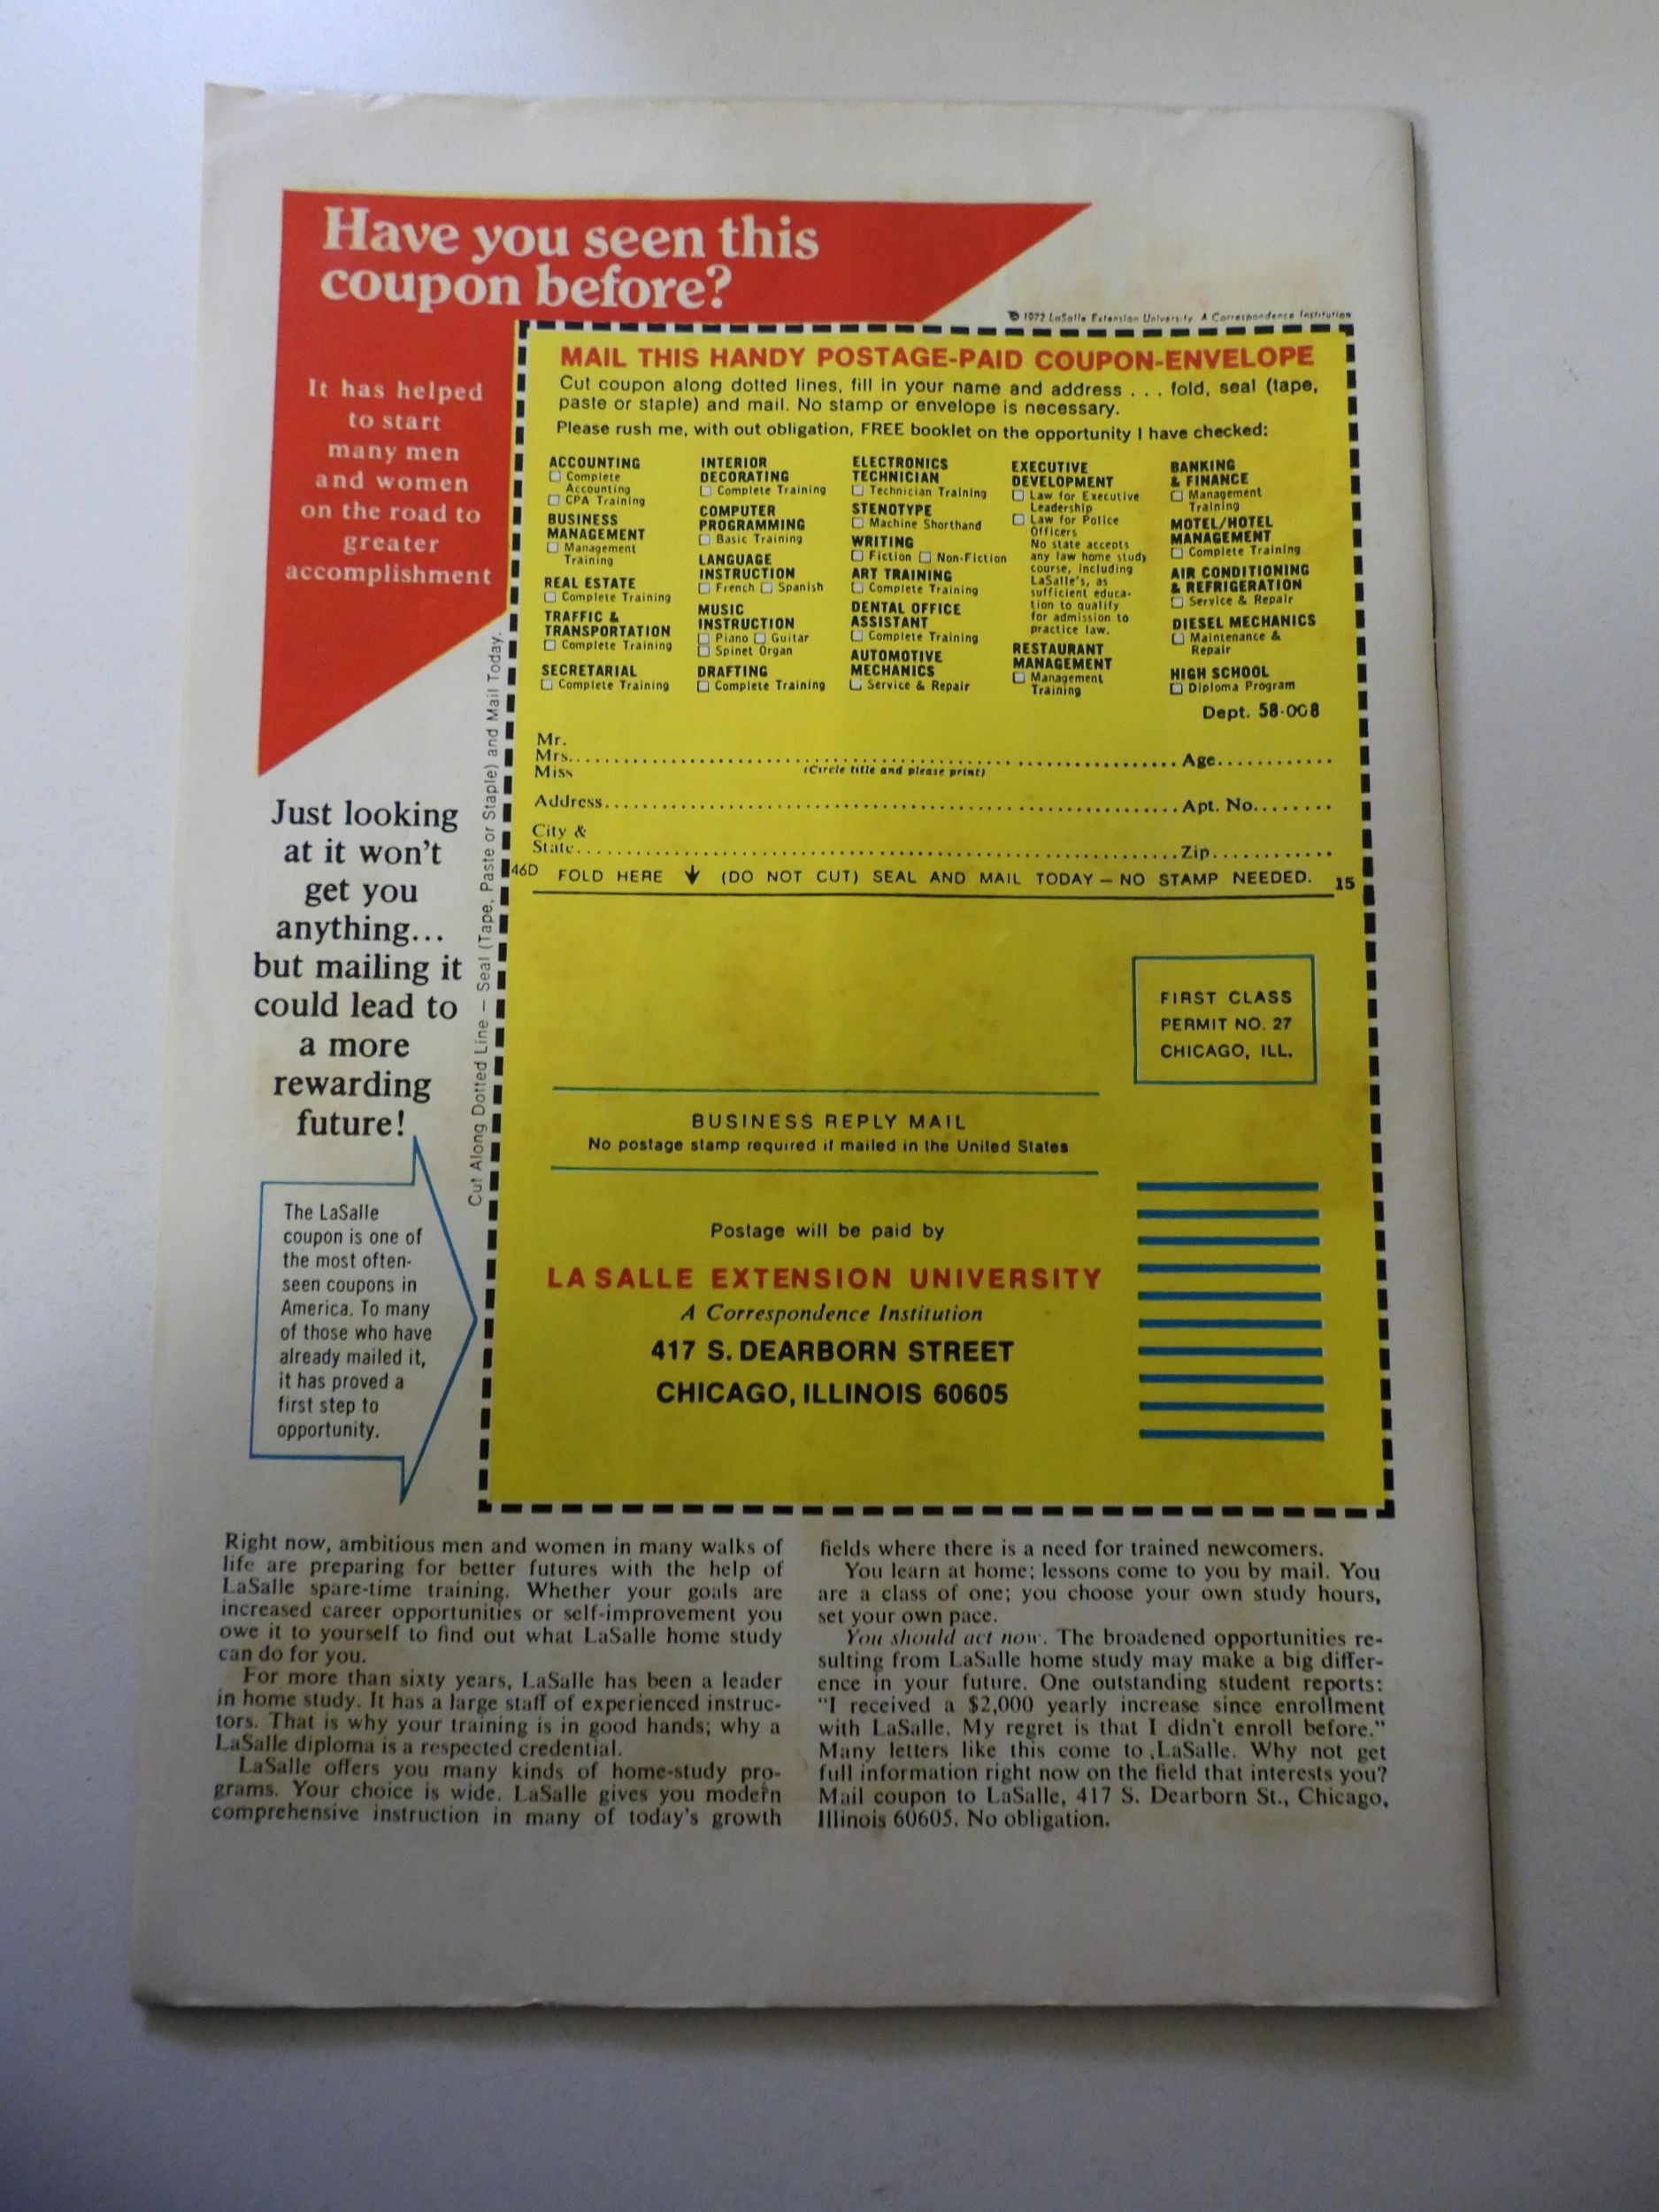 Have you seen this
coupon before?
It has helped
to start
many men
and women
on the road to
greater
accomplishment
Just looking
at it won't
get you
anything...
but mailing it
could lead to
a more
rewarding
future!
The LaSalle
coupon is one of
the most often-
seen coupons in
America. To many
of those who have
already mailed it,
it has proved a
first step to
opportunity.
Cut Along Dotted Line – Seal (Tape, Paste or Staple) and Mail Today.
© 1972 LaSalle Extension University A Correspondence Institution
MAIL THIS HANDY POSTAGE-PAID COUPON-ENVELOPE
Cut coupon along dotted lines, fill in your name and address . . . fold, seal (tape,
paste or staple) and mail. No stamp or envelope is necessary.
Please rush me, with out obligation, FREE booklet on the opportunity I have checked:
ACCOUNTING
☐ Complete
Accounting
☐ CPA Training
BUSINESS
MANAGEMENT
☐ Management
Training
REAL ESTATE
☐ Complete Training
TRAFFIC &
TRANSPORTATION
☐ Complete Training
SECRETARIAL
☐ Complete Training
INTERIOR
DECORATING
☐ Complete Training
COMPUTER
PROGRAMMING
☐ Basic Training
LANGUAGE
INSTRUCTION
☐ French ☐ Spanish
MUSIC
INSTRUCTION
☐ Piano ☐ Guitar
☐ Spinet Organ
DRAFTING
☐ Complete Training
ELECTRONICS
TECHNICIAN
☐ Technician Training
STENOTYPE
☐ Machine Shorthand
WRITING
☐ Fiction ☐ Non-Fiction
ART TRAINING
☐ Complete Training
DENTAL OFFICE
ASSISTANT
☐ Complete Training
AUTOMOTIVE
MECHANICS
☐ Service & Repair
EXECUTIVE
DEVELOPMENT
☐ Law for Executive
Leadership
☐ Law for Police
Officers
No state accepts
any law home study
course, including
LaSalle's, as
sufficient educa-
tion to qualify
for admission to
practice law.
RESTAURANT
MANAGEMENT
☐ Management
Training
BANKING
& FINANCE
☐ Management
Training
MOTEL/HOTEL
MANAGEMENT
☐ Complete Training
AIR CONDITIONING
& REFRIGERATION
☐ Service & Repair
DIESEL MECHANICS
☐ Maintenance &
Repair
HIGH SCHOOL
☐ Diploma Program
Dept. 58-008
Mr.
Mrs. Age
Miss (Circle title and please print)
Address Apt. No.
City &
State Zip
46D FOLD HERE ↓ (DO NOT CUT) SEAL AND MAIL TODAY – NO STAMP NEEDED. 15
FIRST CLASS
PERMIT NO. 27
CHICAGO, ILL.
BUSINESS REPLY MAIL
No postage stamp required if mailed in the United States
Postage will be paid by
LA SALLE EXTENSION UNIVERSITY
A Correspondence Institution
417 S. DEARBORN STREET
CHICAGO, ILLINOIS 60605
Right now, ambitious men and women in many walks of
life are preparing for better futures with the help of
LaSalle spare-time training. Whether your goals are
increased career opportunities or self-improvement you
owe it to yourself to find out what LaSalle home study
can do for you.
For more than sixty years, LaSalle has been a leader
in home study. It has a large staff of experienced instruc-
tors. That is why your training is in good hands; why a
LaSalle diploma is a respected credential.
LaSalle offers you many kinds of home-study pro-
grams. Your choice is wide. LaSalle gives you modern
comprehensive instruction in many of today's growth
fields where there is a need for trained newcomers.
You learn at home; lessons come to you by mail. You
are a class of one; you choose your own study hours,
set your own pace.
You should act now. The broadened opportunities re-
sulting from LaSalle home study may make a big differ-
ence in your future. One outstanding student reports:
"I received a $2,000 yearly increase since enrollment
with LaSalle. My regret is that I didn't enroll before."
Many letters like this come to LaSalle. Why not get
full information right now on the field that interests you?
Mail coupon to LaSalle, 417 S. Dearborn St., Chicago,
Illinois 60605. No obligation.